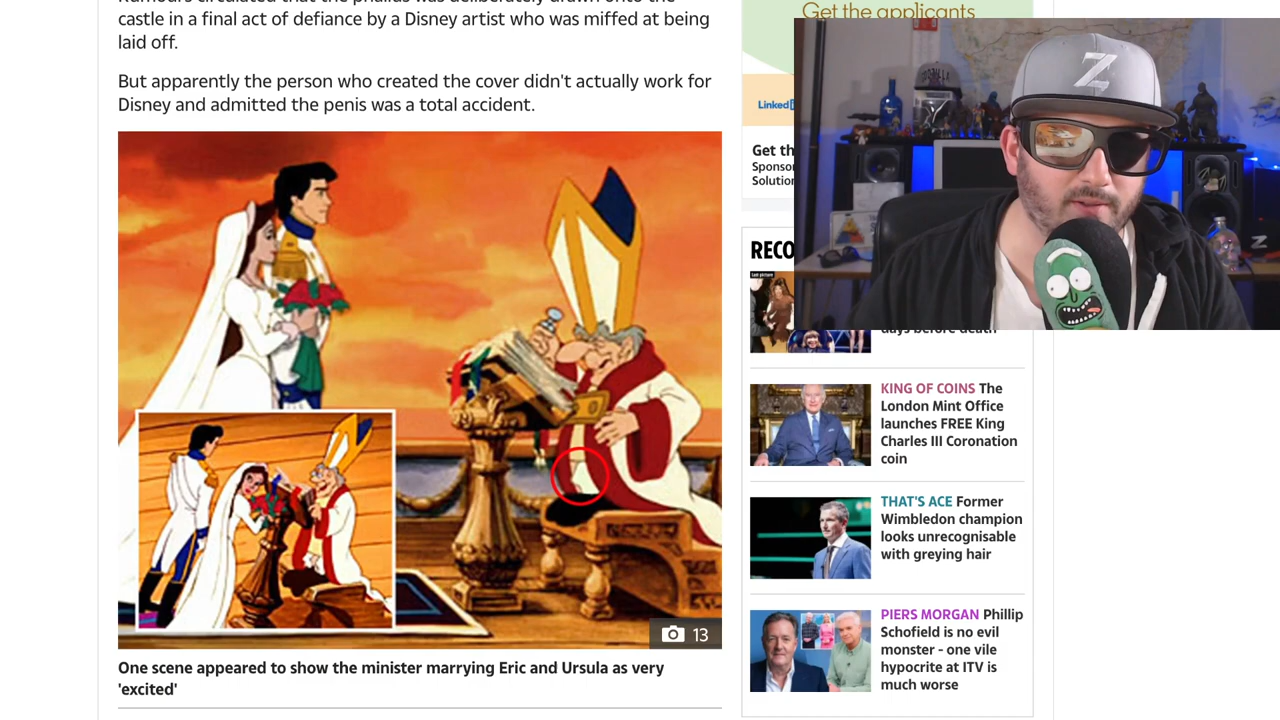 castle in a final act of defiance by a Disney artist who was miffed at being
laid off.
But apparently the person who created the cover didn't actually work for
Disney and admitted the penis was a total accident.
13
One scene appeared to show the minister marrying Eric and Ursula as very
'excited'
Get the applicants
Linked
Get th
Sponso
Solution
RECO
KING OF COINS The
London Mint Office
launches FREE King
Charles III Coronation
coin
THAT'S ACE Former
Wimbledon champion
looks unrecognisable
with greying hair
PIERS MORGAN Phillip
Schofield is no evil
monster - one vile
hypocrite at ITV is
much worse
Z